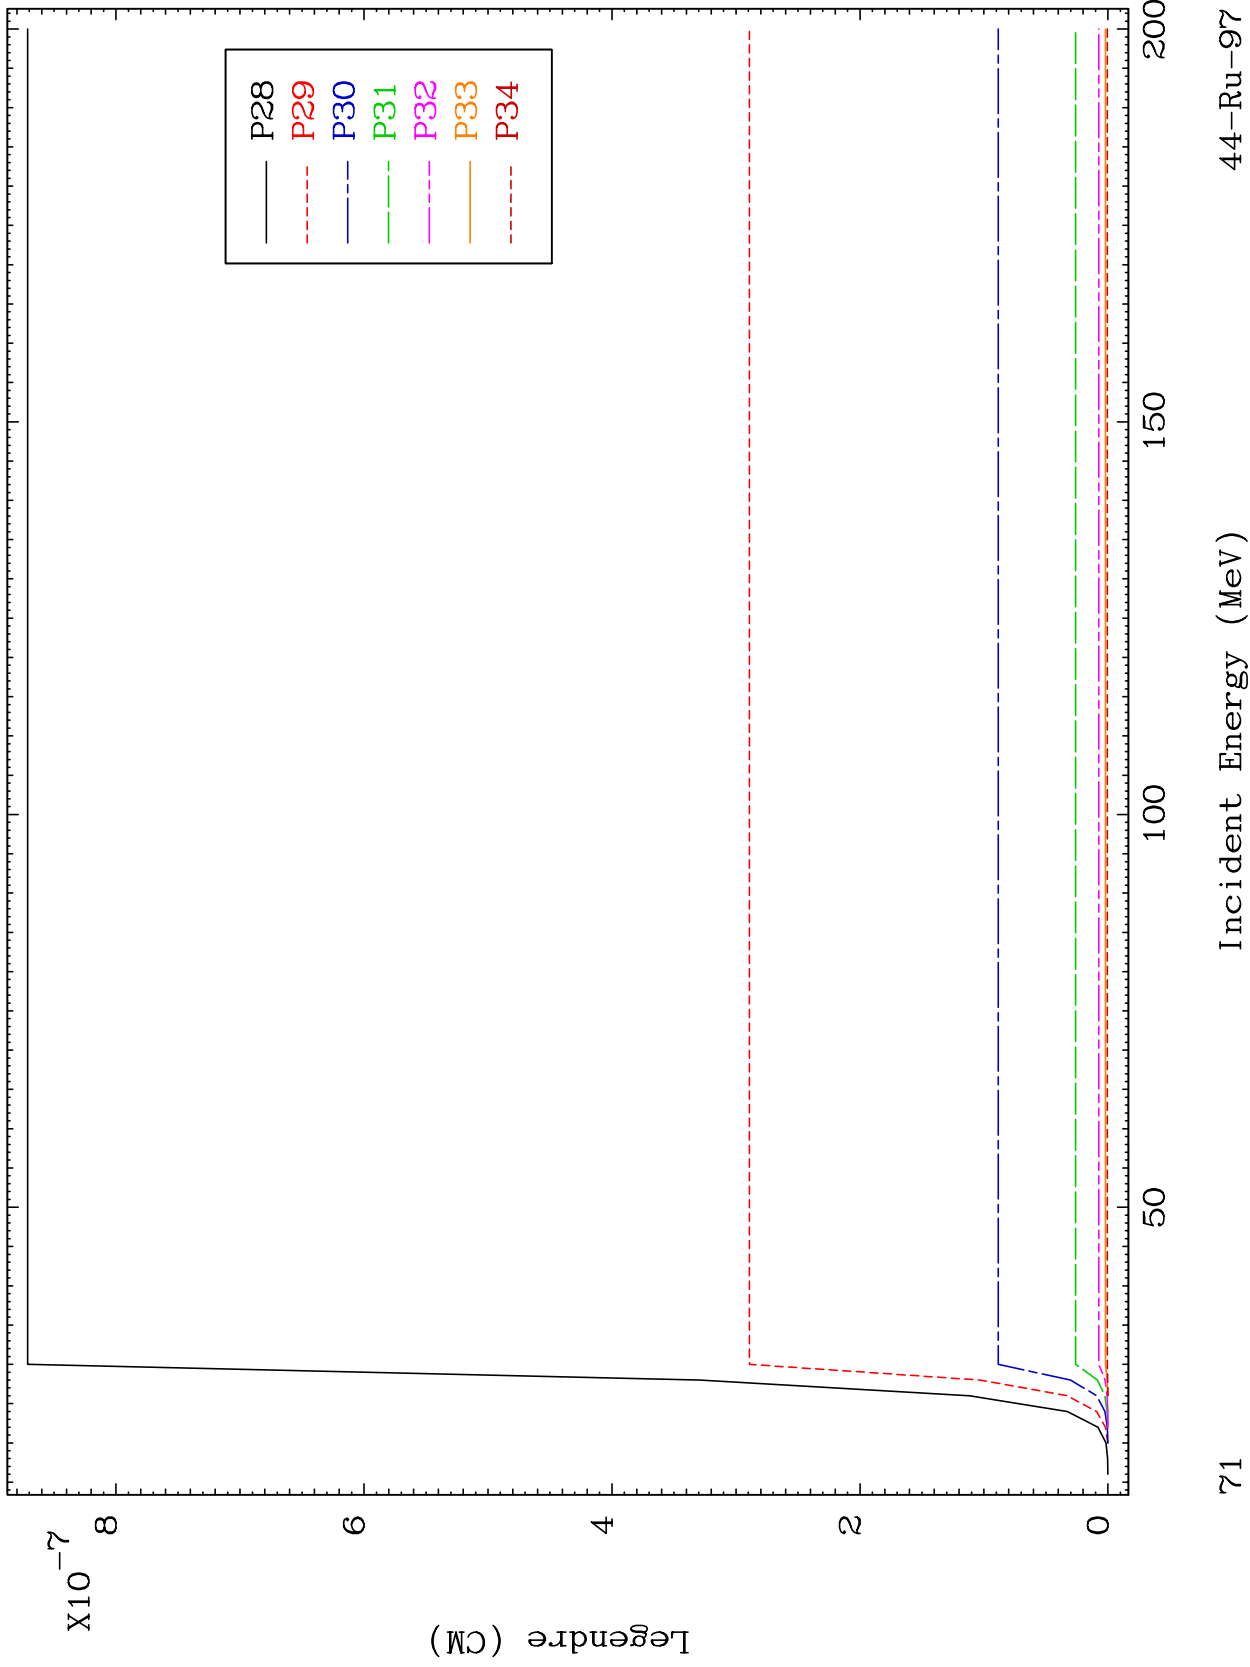 X10-7
8
6
4
2
0
Legendre (CM)
P28
P29
P30
P31
P32
P33
P34
50
100
150
200
Incident Energy (MeV)
71
44-Ru-97